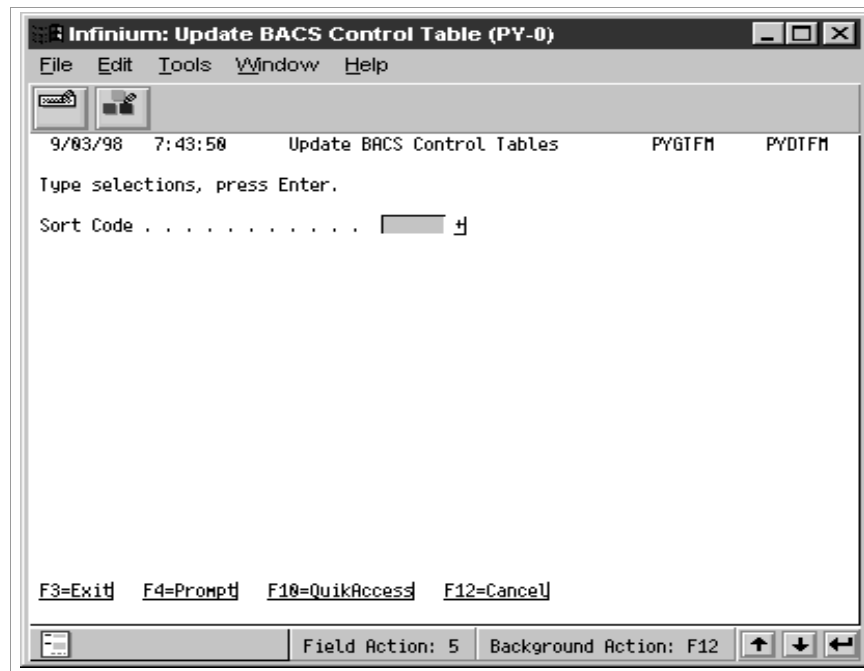 Infinium: Update BACS Control Table (PY-0)
File Edit Tools Window Help
9/03/98 7:43:50 Update BACS Control Tables PYGTFM PYDTFM
Type selections, press Enter.
Sort Code . . . . . . . . . . . +
F3=Exit F4=Prompt F10=QuikAccess F12=Cancel
Field Action: 5 Background Action: F12